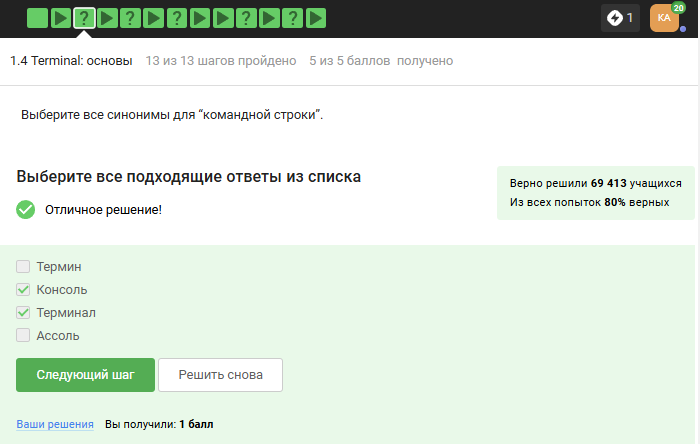 1
КА
20
1.4 Terminal: основы 13 из 13 шагов пройдено 5 из 5 баллов получено
Выберите все синонимы для “командной строки”.
Выберите все подходящие ответы из списка
Отличное решение!
Верно решили 69 413 учащихся
Из всех попыток 80% верных
Термин
Консоль
Терминал
Ассоль
Следующий шаг
Решить снова
Ваши решения Вы получили: 1 балл